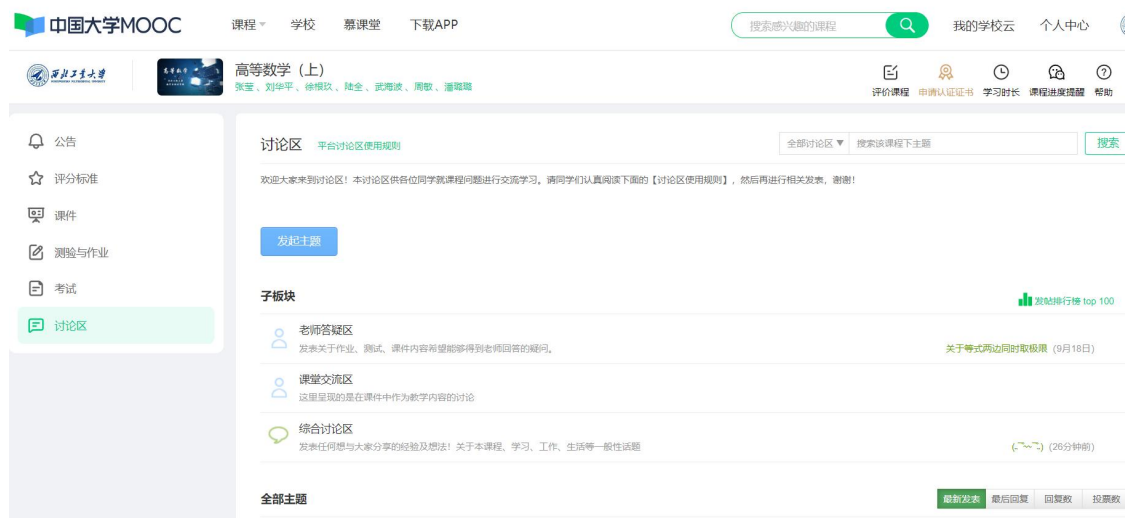 中国大学MOOC 课程 学校 慕课堂 下载APP 搜索感兴趣的课程 我的学校云 个人中心
西北工业大学 高等数学 高等数学（上）
张莹、刘华平、徐根玖、陆全、武海波、周敏、潘璐璐
评价课程 申请认证证书 学习时长 课程进度提醒 帮助
公告
评分标准
课件
测验与作业
考试
讨论区
讨论区 平台讨论区使用规则 全部讨论区▼ 搜索该课程下主题 搜索
欢迎大家来到讨论区！本讨论区供各位同学就课程问题进行交流学习。请同学们认真阅读下面的【讨论区使用规则】，然后再进行相关发表，谢谢！
发起主题
子板块 发帖排行榜 top 100
老师答疑区
发表关于作业、测试、课件内容希望能够得到老师回答的疑问。 关于等式两边同时取极限 (9月18日)
课堂交流区
这里呈现的是在课件中作为教学内容的讨论
综合讨论区
发表任何想与大家分享的经验及想法！关于本课程、学习、工作、生活等一般性话题 (26分钟前)
全部主题 最新发表 最后回复 回复数 投票数